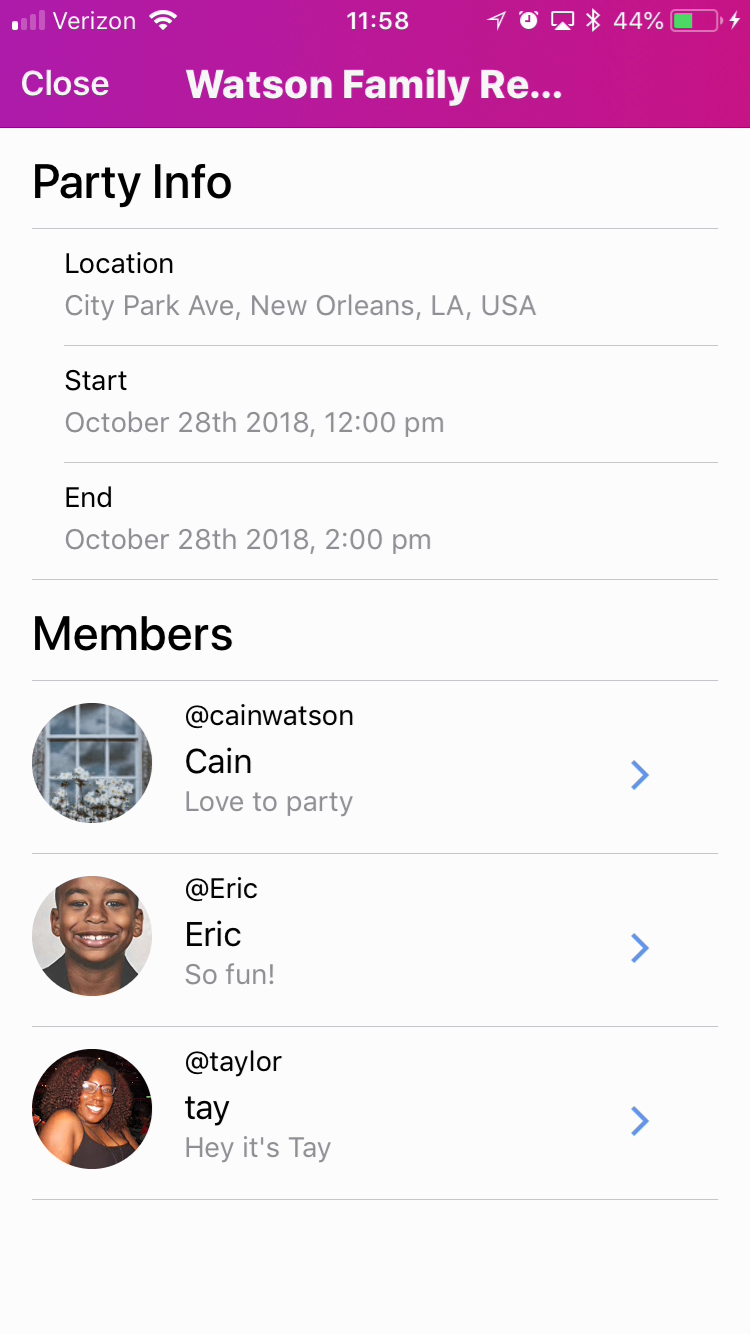 Verizon 11:58 44%
Close Watson Family Re...
Party Info
Location
City Park Ave, New Orleans, LA, USA
Start
October 28th 2018, 12:00 pm
End
October 28th 2018, 2:00 pm
Members
@cainwatson
Cain
Love to party
@Eric
Eric
So fun!
@taylor
tay
Hey it's Tay